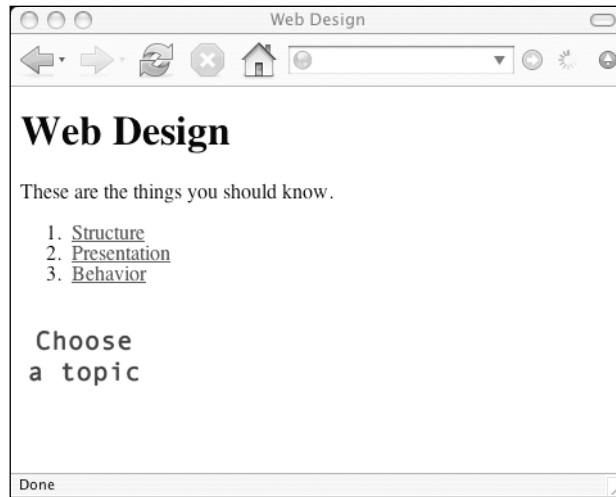 Web Design
Web Design
These are the things you should know.
1. Structure
2. Presentation
3. Behavior
Choose
a topic
Done